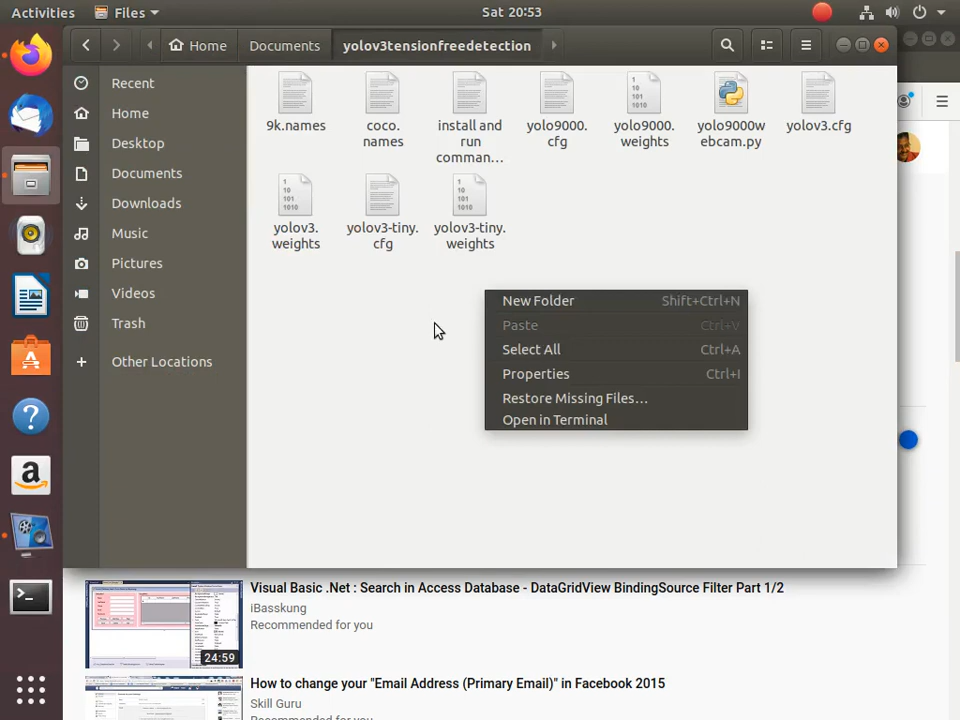 Activities
Files
Sat 20:53
Home
Documents
yolov3tensionfreedetection
Recent
Home
Desktop
Documents
Downloads
Music
Pictures
Videos
Trash
Other Locations
9k.names
coco.
names
install and
run
comman...
yolo9000.
cfg
yolo9000.
weights
yolo9000w
ebcam.py
yolov3.cfg
yolov3.
weights
yolov3-tiny.
cfg
yolov3-tiny.
weights
New Folder Shift+Ctrl+N
Paste Ctrl+V
Select All Ctrl+A
Properties Ctrl+I
Restore Missing Files...
Open in Terminal
24:59
Visual Basic .Net : Search in Access Database - DataGridView BindingSource Filter Part 1/2
iBasskung
Recommended for you
How to change your "Email Address (Primary Email)" in Facebook 2015
Skill Guru
Recommended for you